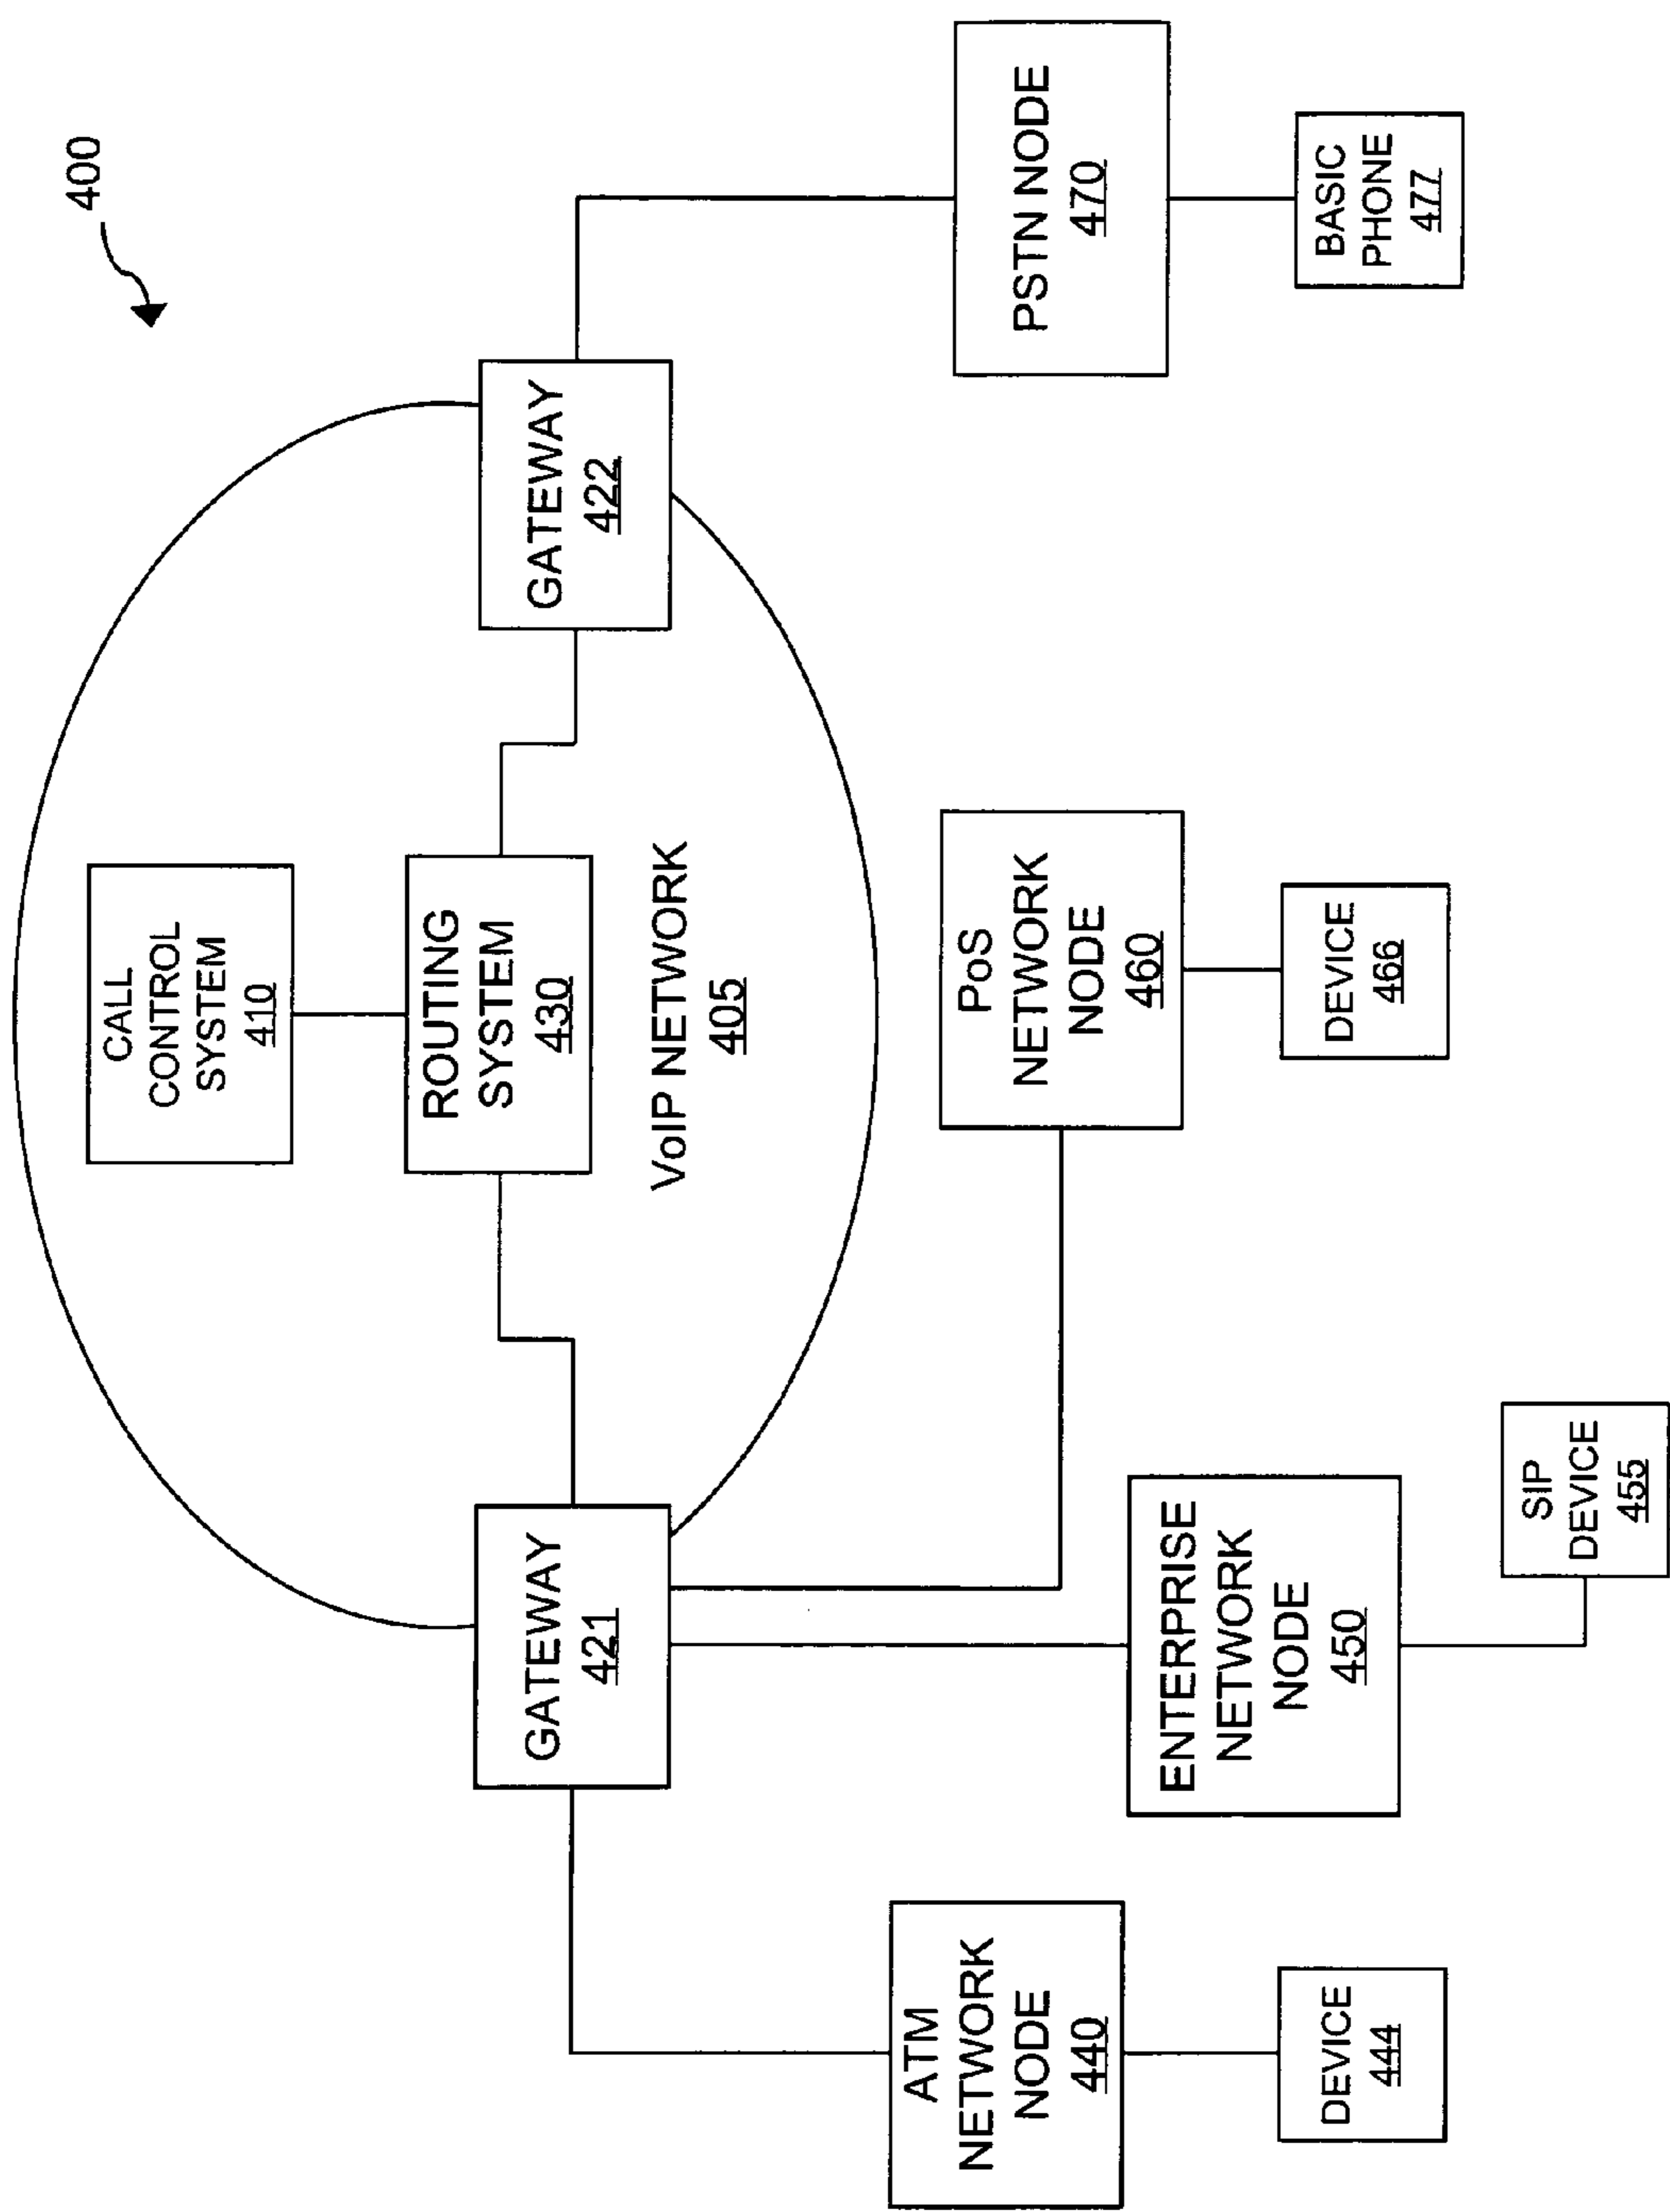 400
CALL
CONTROL
SYSTEM
410
ROUTING
SYSTEM
430
VoIP NETWORK
405
GATEWAY
421
GATEWAY
422
ATM
NETWORK
NODE
440
DEVICE
444
ENTERPRISE
NETWORK
NODE
450
SIP
DEVICE
455
PoS
NETWORK
NODE
460
DEVICE
466
PSTN NODE
470
BASIC
PHONE
477